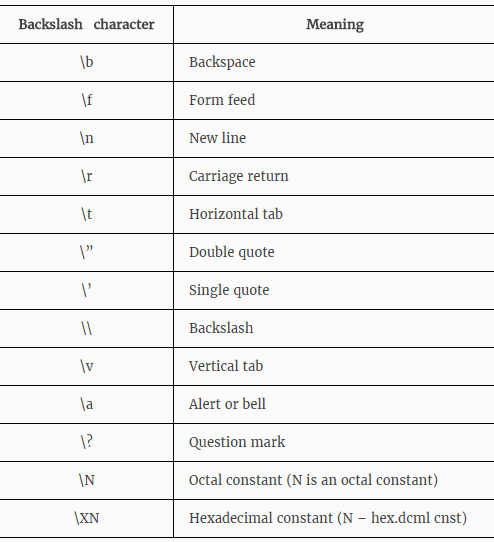 Backslash character Meaning
\b Backspace
\f Form feed
\n New line
\r Carriage return
\t Horizontal tab
\” Double quote
\’ Single quote
\\ Backslash
\v Vertical tab
\a Alert or bell
\? Question mark
\N Octal constant (N is an octal constant)
\XN Hexadecimal constant (N – hex.dcml cnst)